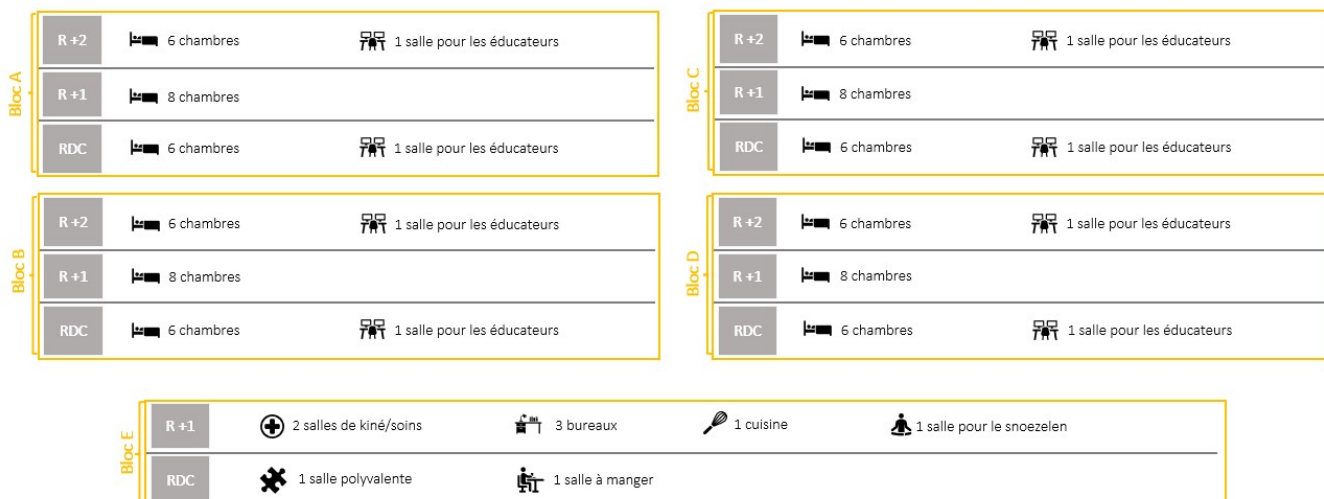 Bloc A
R +2 6 chambres 1 salle pour les éducateurs
R +1 8 chambres
RDC 6 chambres 1 salle pour les éducateurs
Bloc C
R +2 6 chambres 1 salle pour les éducateurs
R +1 8 chambres
RDC 6 chambres 1 salle pour les éducateurs
Bloc B
R +2 6 chambres 1 salle pour les éducateurs
R +1 8 chambres
RDC 6 chambres 1 salle pour les éducateurs
Bloc D
R +2 6 chambres 1 salle pour les éducateurs
R +1 8 chambres
RDC 6 chambres 1 salle pour les éducateurs
Bloc E
R +1 2 salles de kiné/soins 3 bureaux 1 cuisine 1 salle pour le snoezelen
RDC 1 salle polyvalente 1 salle à manger